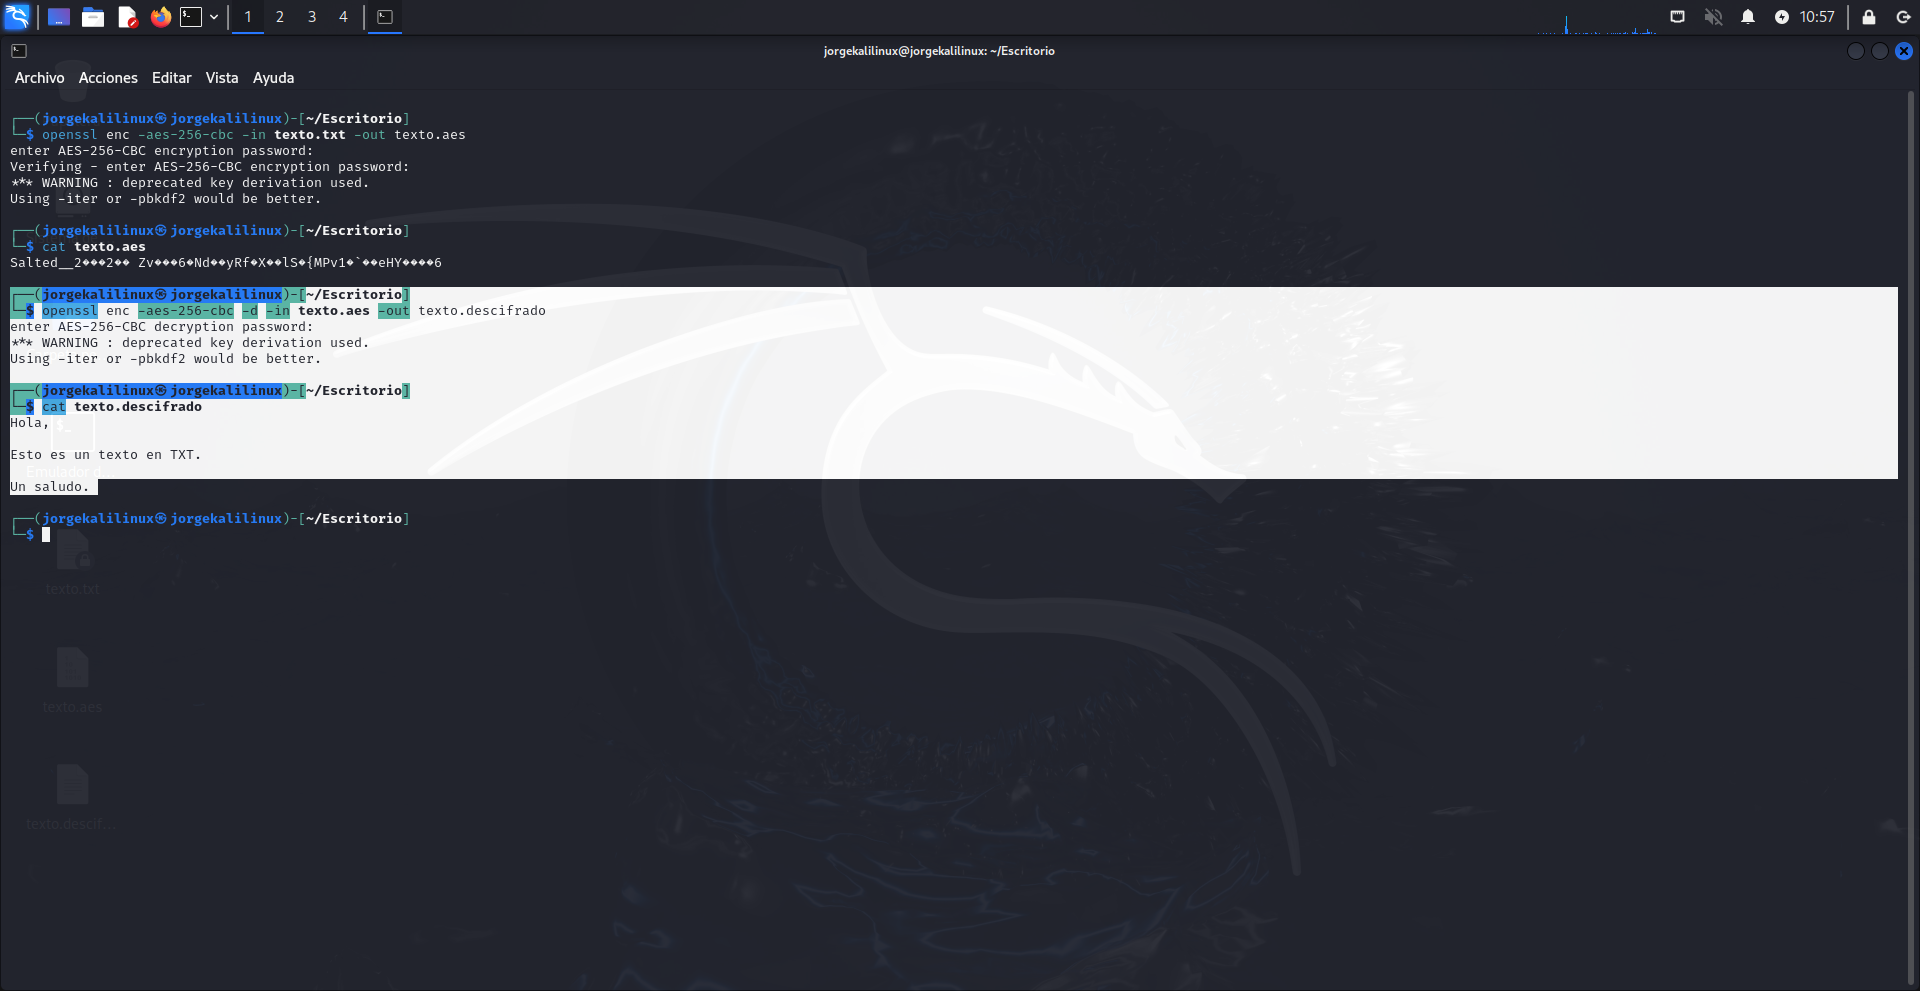 1 2 3 4 10:57
jorgekalilinux@jorgekalilinux: ~/Escritorio
Archivo Acciones Editar Vista Ayuda
┌──(jorgekalilinux㉿jorgekalilinux)-[~/Escritorio]
└─$ openssl enc -aes-256-cbc -in texto.txt -out texto.aes
enter AES-256-CBC encryption password:
Verifying - enter AES-256-CBC encryption password:
*** WARNING : deprecated key derivation used.
Using -iter or -pbkdf2 would be better.
┌──(jorgekalilinux㉿jorgekalilinux)-[~/Escritorio]
└─$ cat texto.aes
Salted__2���2�� Zv���6�Nd��yRf�X��lS�{MPv1�`��eHY����6
┌──(jorgekalilinux㉿jorgekalilinux)-[~/Escritorio]
└─$ openssl enc -aes-256-cbc -d -in texto.aes -out texto.descifrado
enter AES-256-CBC decryption password:
*** WARNING : deprecated key derivation used.
Using -iter or -pbkdf2 would be better.
┌──(jorgekalilinux㉿jorgekalilinux)-[~/Escritorio]
└─$ cat texto.descifrado
Hola,
Esto es un texto en TXT.
Emulador d...
Un saludo.
┌──(jorgekalilinux㉿jorgekalilinux)-[~/Escritorio]
└─$
texto.txt
texto.aes
texto.descif...